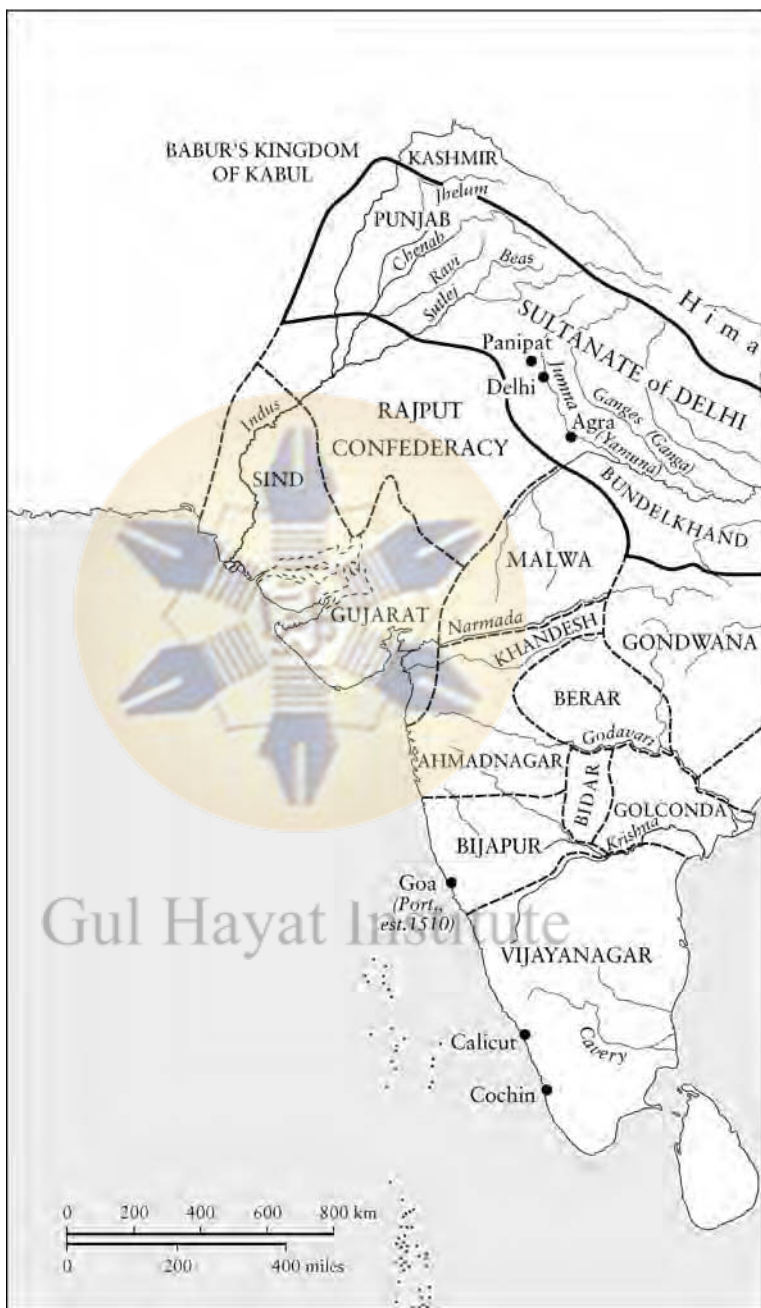 BABUR'S KINGDOM
OF KABUL
KASHMIR
Jhelum
PUNJAB
Chenab
Ravi
Beas
Sutlej
Hima
SULTANATE of DELHI
Panipat
Delhi
Jumna
(Yamuna)
Ganges (Ganga)
Agra
RAJPUT
CONFEDERACY
Indus
SIND
BUNDELKHAND
MALWA
GUJARAT
Narmada
KHANDESH
GONDWANA
BERAR
Godavari
AHMADNAGAR
BIDAR
GOLCONDA
BIJAPUR
Krishna
Goa
(Port.,
est.1510)
Gul Hayat Institute
VIJAYANAGAR
Calicut
Cavery
Cochin
0 200 400 600 800 km
0 200 400 miles